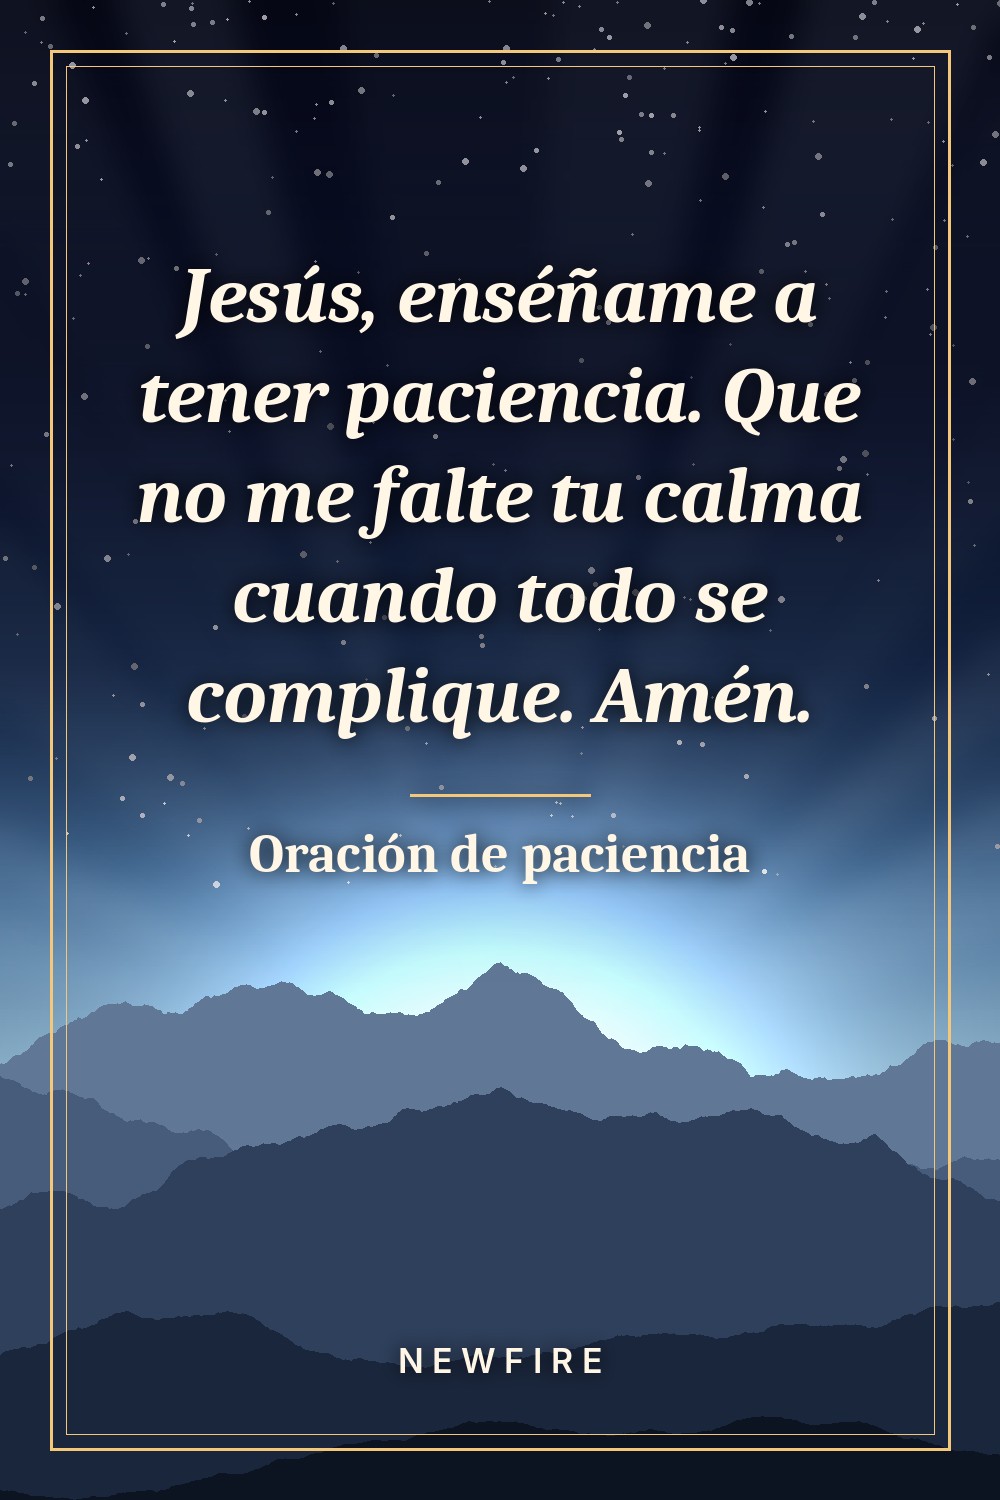 Jesús, enséñame a
tener paciencia. Que
no me falte tu calma
cuando todo se
complique. Amén.
Oración de paciencia
NEWFIRE